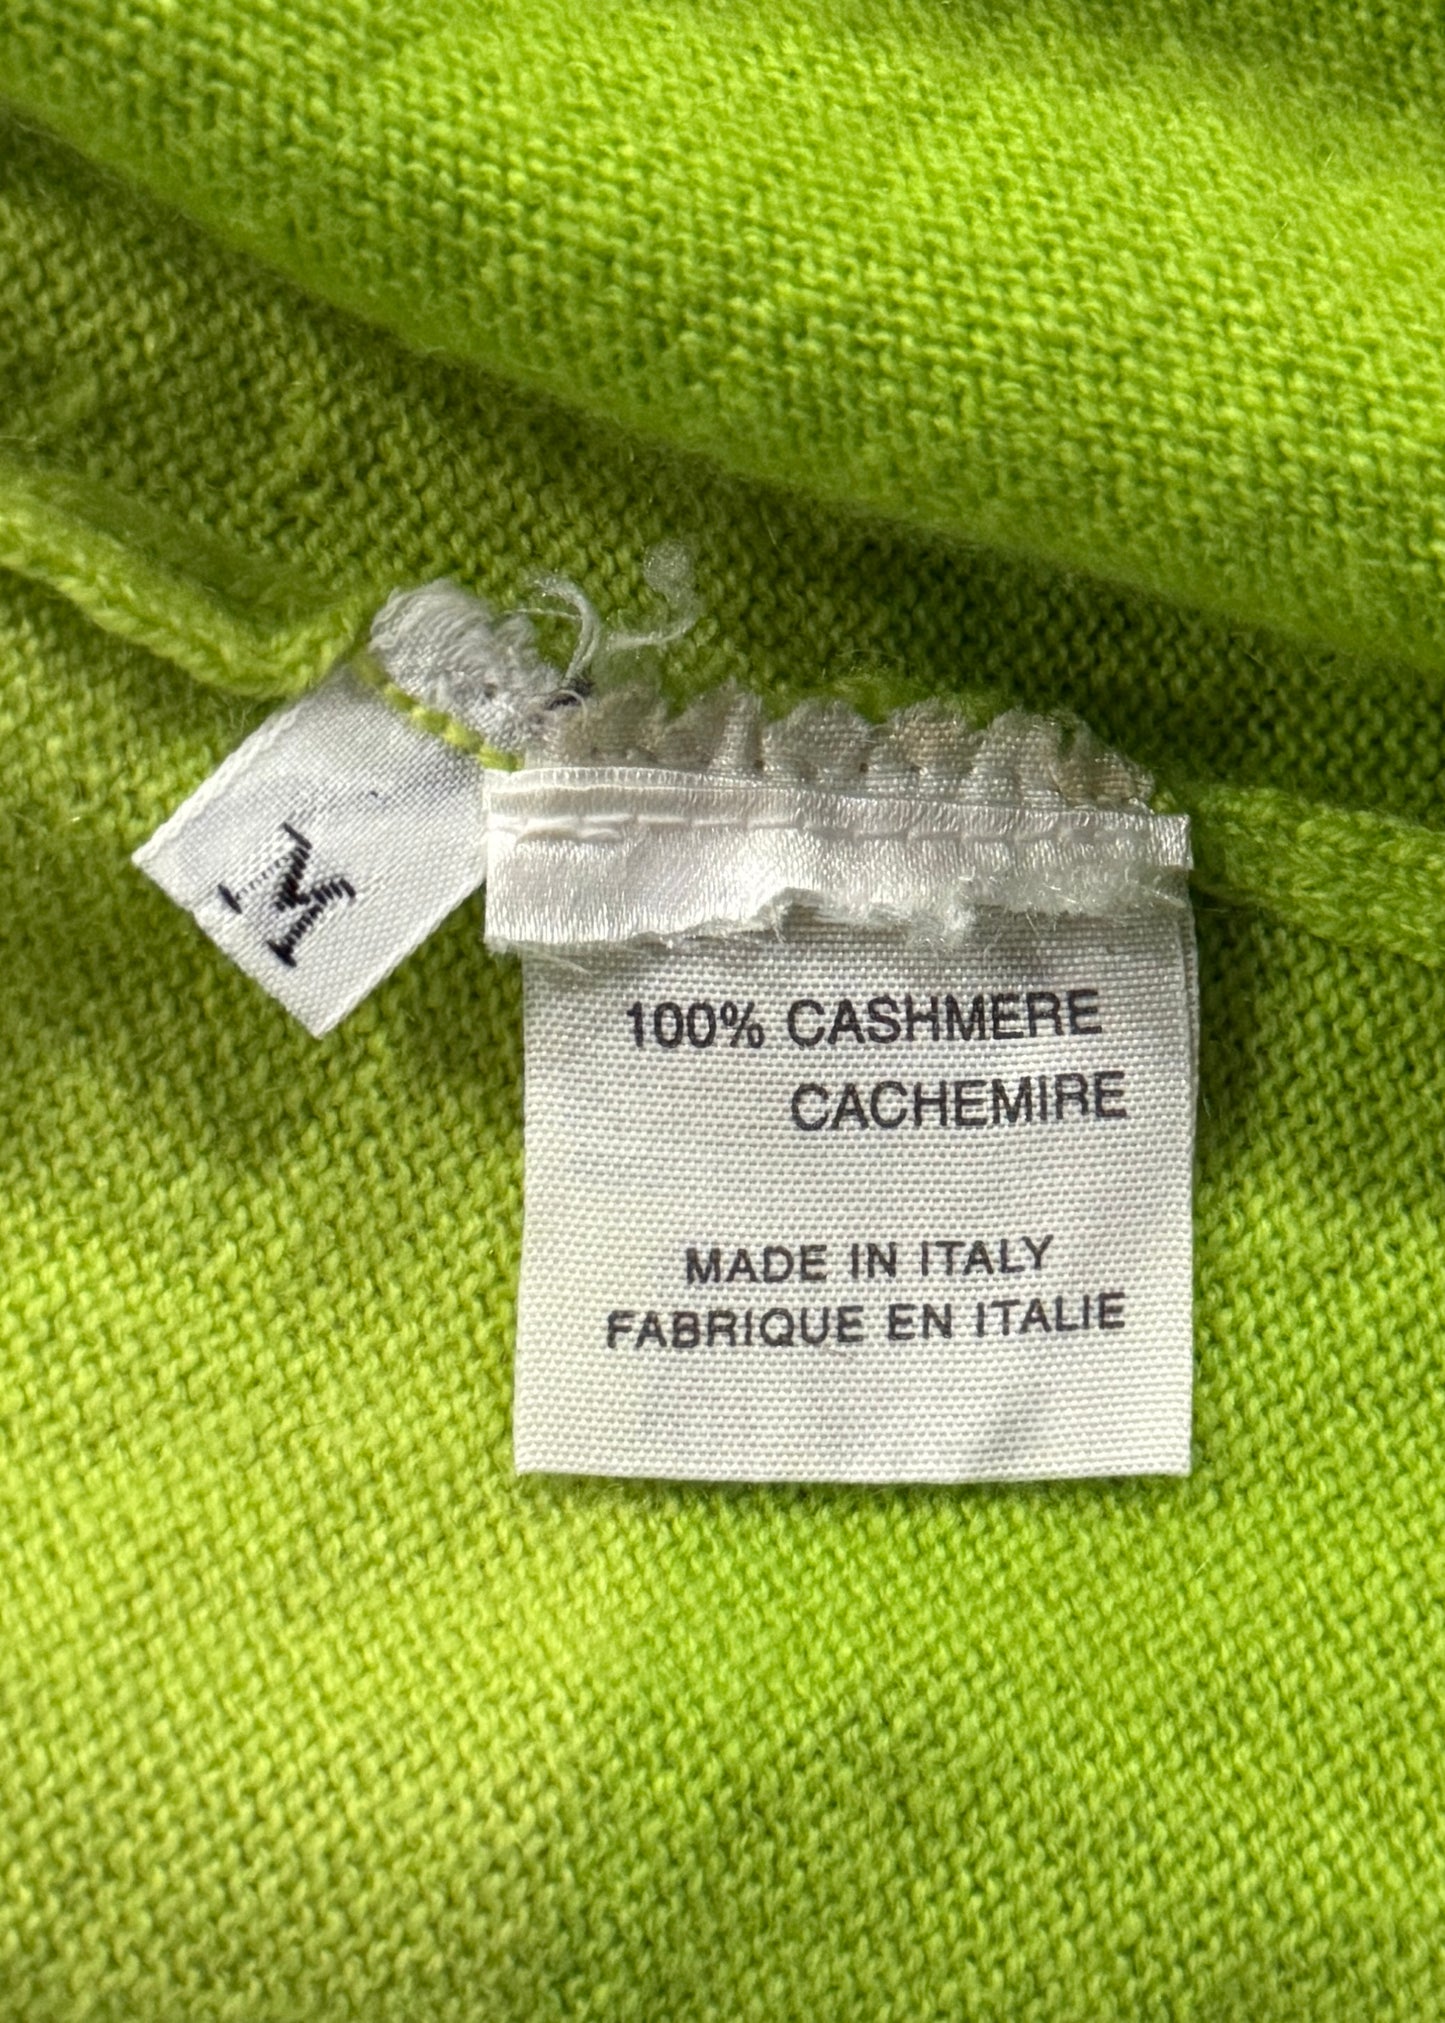 M
100% CASHMERE
CACHEMIRE
MADE IN ITALY
FABRIQUE EN ITALIE